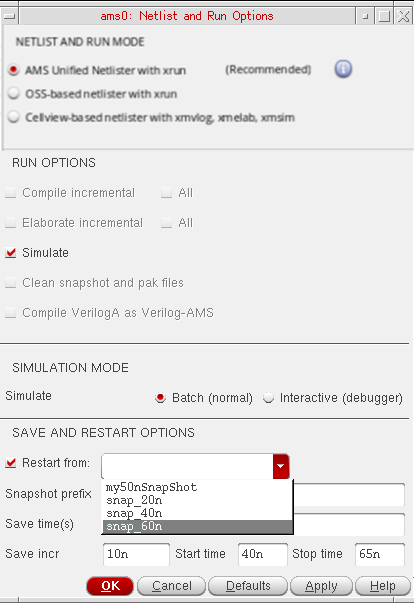 ams0: Netlist and Run Options
NETLIST AND RUN MODE
AMS Unified Netlister with xrun (Recommended)
OSS-based netlister with xrun
Cellview-based netlister with xmvlog, xmelab, xmsim
RUN OPTIONS
Compile incremental All
Elaborate incremental All
Simulate
Clean snapshot and pak files
Compile VerilogA as Verilog-AMS
SIMULATION MODE
Simulate Batch (normal) Interactive (debugger)
SAVE AND RESTART OPTIONS
Restart from:
my50nSnapShot
Snapshot prefix snap_20n
snap_40n
Save time(s) snap_60n
Save incr 10n Start time 40n Stop time 65n
OK Cancel Defaults Apply Help